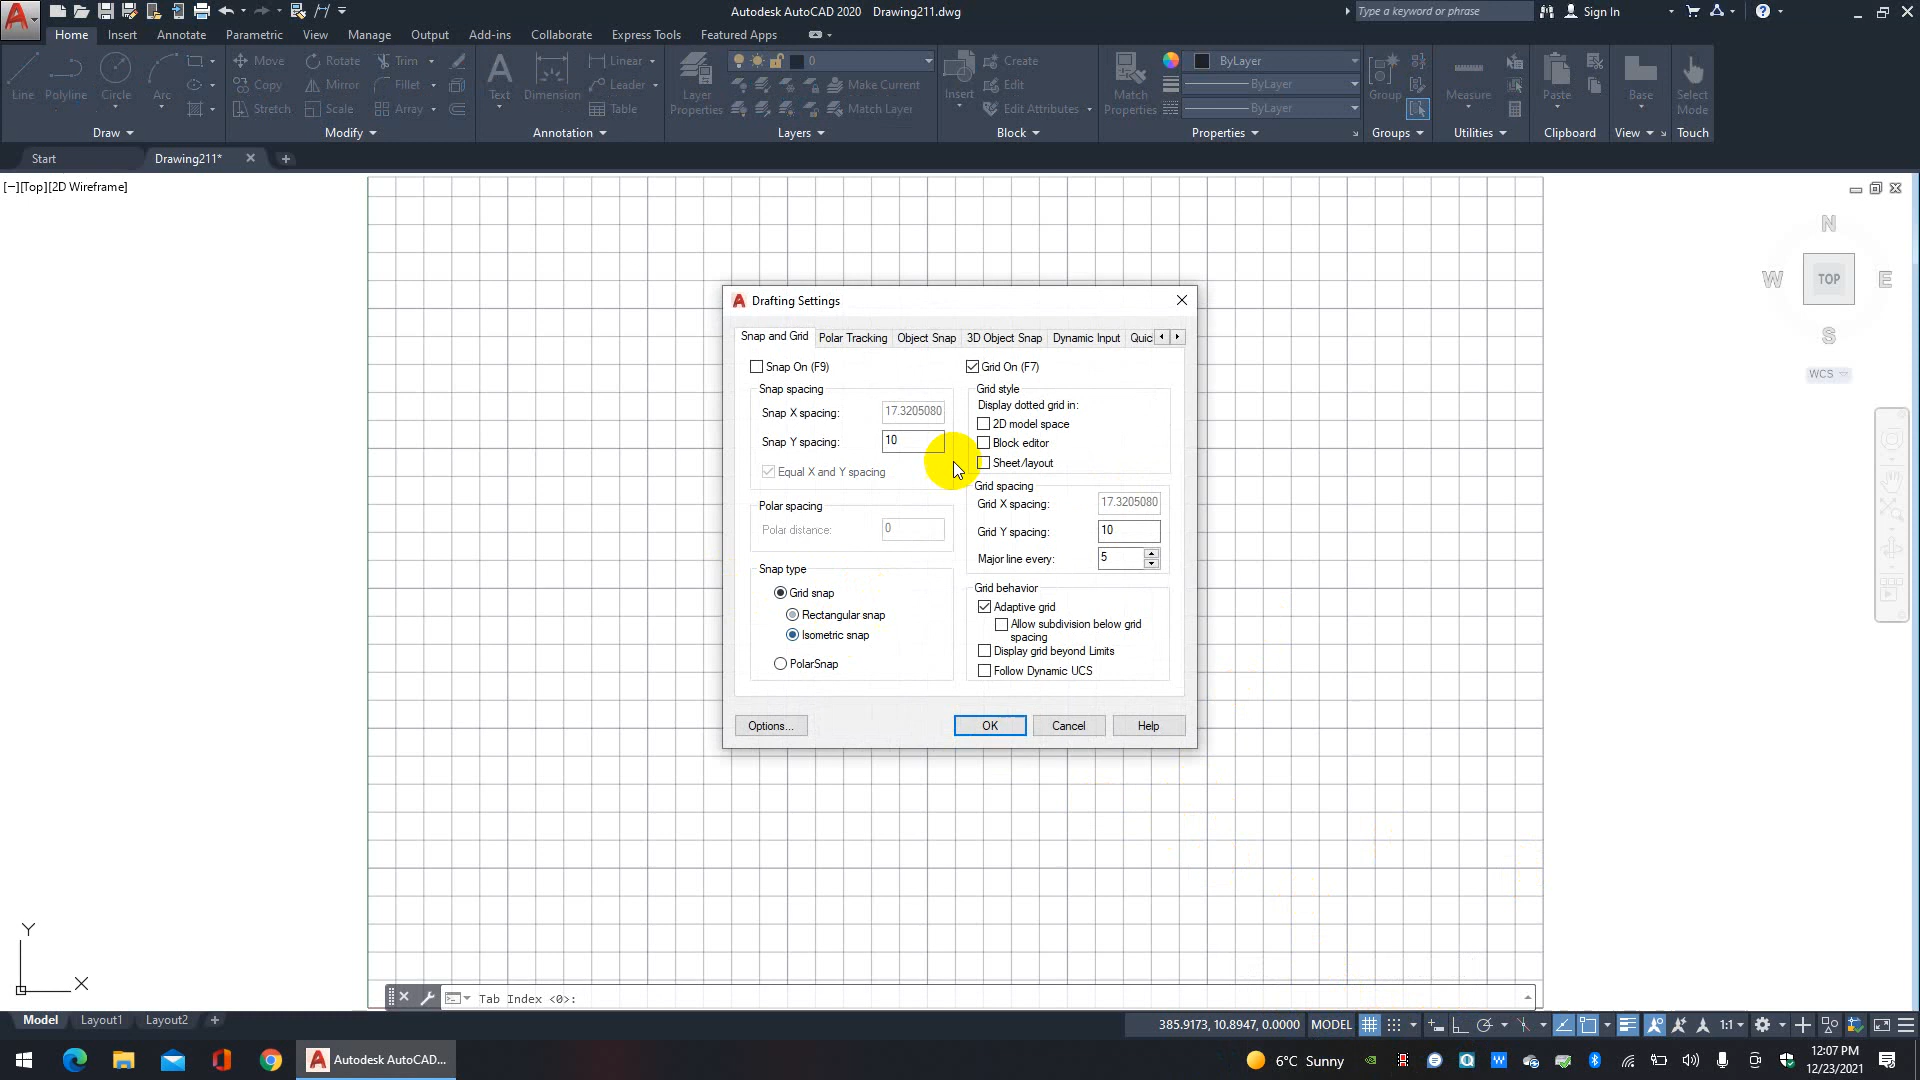 Autodesk AutoCAD 2020 Drawing211.dwg
Type a keyword or phrase
Sign In
Home Insert Annotate Parametric View Manage Output Add-ins Collaborate Express Tools Featured Apps
Line Polyline Circle Arc
Move Rotate Trim
Copy Mirror Fillet
Stretch Scale Array
Text Dimension
Linear
Leader
Table
Layer Properties
0
Make Current
Match Layer
Insert
Create
Edit
Edit Attributes
Match Properties
ByLayer
ByLayer
ByLayer
Group
Measure
Paste
Base
Select Mode
Draw Modify Annotation Layers Block Properties Groups Utilities Clipboard View Touch
Start Drawing211*
[−][Top][2D Wireframe]
N
W TOP E
S
WCS
Drafting Settings
Snap and Grid Polar Tracking Object Snap 3D Object Snap Dynamic Input Quic
Snap On (F9)
Snap spacing
Snap X spacing: 17.3205080
Snap Y spacing: 10
Equal X and Y spacing
Polar spacing
Polar distance: 0
Snap type
Grid snap
Rectangular snap
Isometric snap
PolarSnap
Grid On (F7)
Grid style
Display dotted grid in:
2D model space
Block editor
Sheet/layout
Grid spacing
Grid X spacing: 17.3205080
Grid Y spacing: 10
Major line every: 5
Grid behavior
Adaptive grid
Allow subdivision below grid
spacing
Display grid beyond Limits
Follow Dynamic UCS
Options... OK Cancel Help
Y
X
Tab Index <0>:
Model Layout1 Layout2
385.9173, 10.8947, 0.0000 MODEL 1:1
Autodesk AutoCAD...
6°C Sunny
12:07 PM
12/23/2021